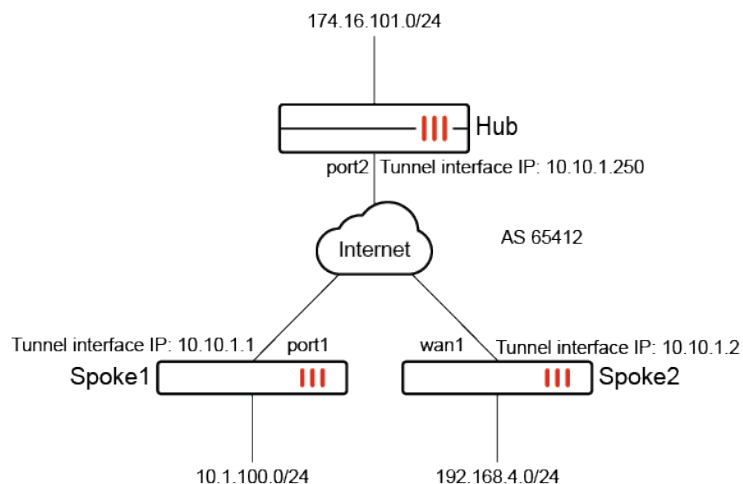 174.16.101.0/24
Hub
port2 Tunnel interface IP: 10.10.1.250
Internet
AS 65412
Tunnel interface IP: 10.10.1.1 port1
wan1 Tunnel interface IP: 10.10.1.2
Spoke1
Spoke2
10.1.100.0/24
192.168.4.0/24